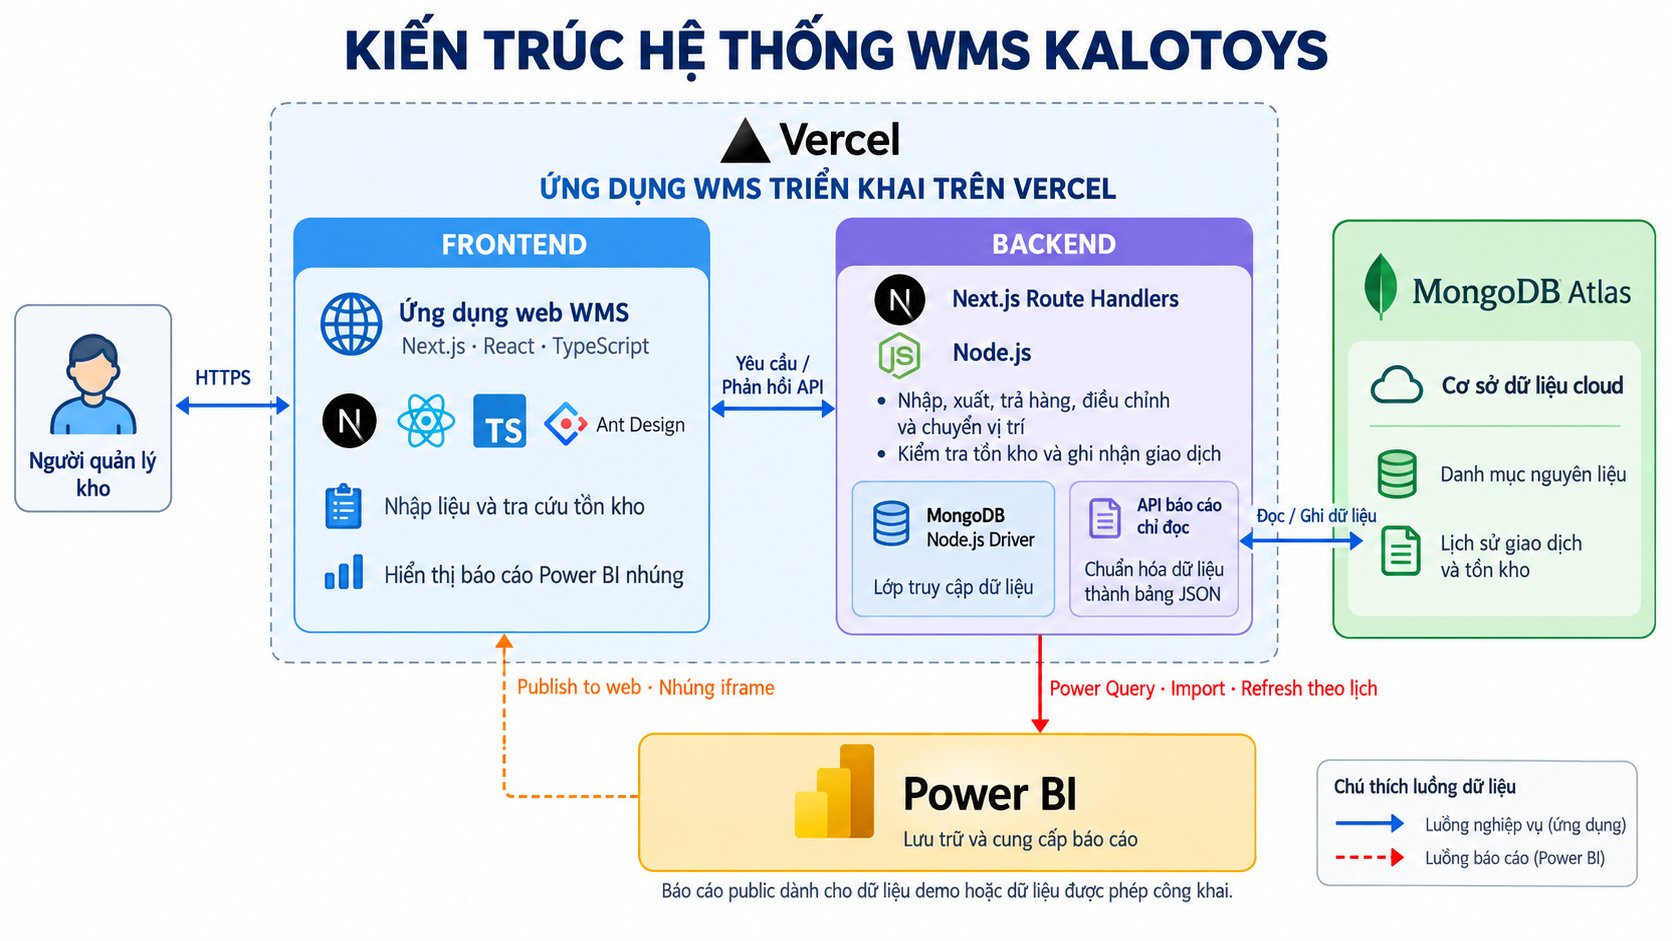 KIẾN TRÚC HỆ THỐNG WMS KALOTOYS
Vercel
ỨNG DỤNG WMS TRIỂN KHAI TRÊN VERCEL
Người quản lý
kho
HTTPS
FRONTEND
Ứng dụng web WMS
Next.js · React · TypeScript
N
TS
Ant Design
Nhập liệu và tra cứu tồn kho
Hiển thị báo cáo Power BI nhúng
Yêu cầu /
Phản hồi API
BACKEND
N
Next.js Route Handlers
JS
Node.js
• Nhập, xuất, trả hàng, điều chỉnh
và chuyển vị trí
• Kiểm tra tồn kho và ghi nhận giao dịch
MongoDB
Node.js Driver
Lớp truy cập dữ liệu
API báo cáo
chỉ đọc
Chuẩn hóa dữ liệu
thành bảng JSON
Đọc / Ghi dữ liệu
MongoDB Atlas
Cơ sở dữ liệu cloud
Danh mục nguyên liệu
Lịch sử giao dịch
và tồn kho
Publish to web · Nhúng iframe
Power Query · Import · Refresh theo lịch
Power BI
Lưu trữ và cung cấp báo cáo
Báo cáo public dành cho dữ liệu demo hoặc dữ liệu được phép công khai.
Chú thích luồng dữ liệu
Luồng nghiệp vụ (ứng dụng)
Luồng báo cáo (Power BI)